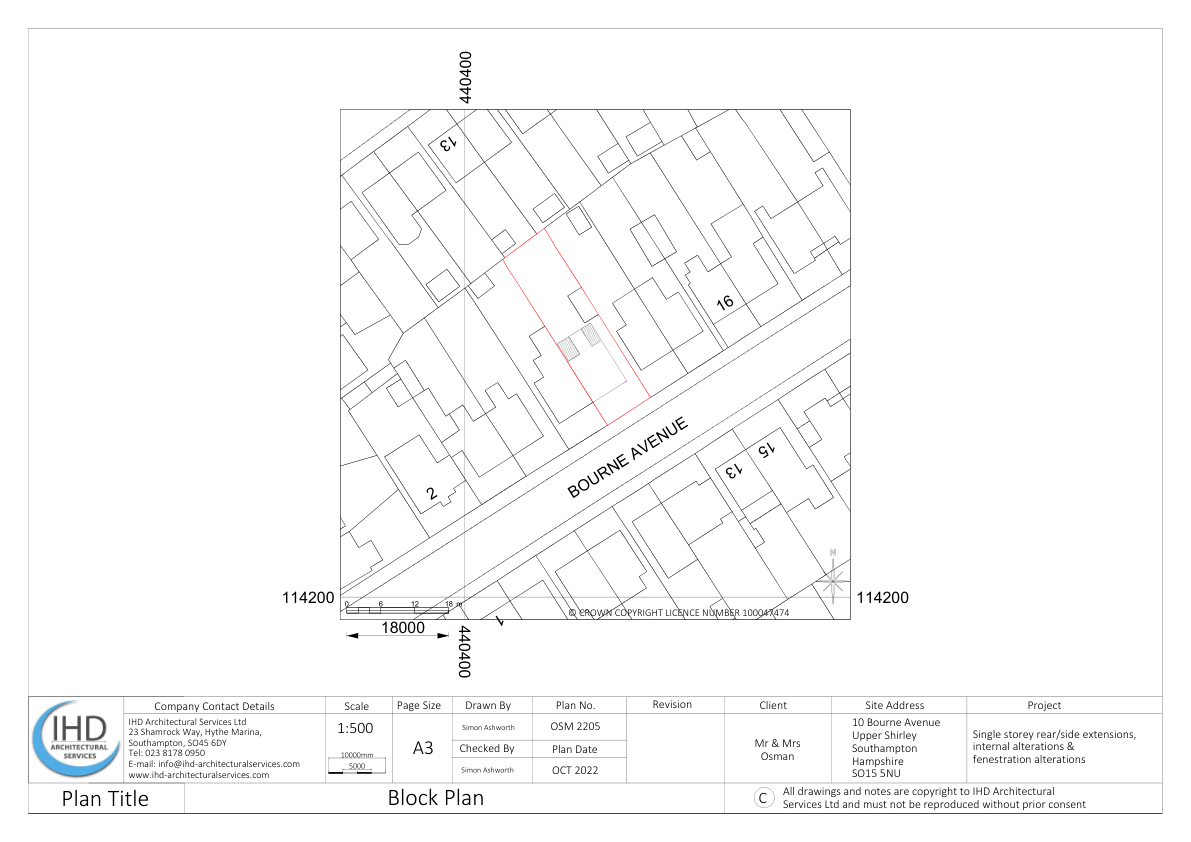 440400
13
16
BOURNE AVENUE
2
13
15
N
114200
114200
0 6 12 18 m
© CROWN COPYRIGHT LICENCE NUMBER 100047474
1
18000
440400
IHD
ARCHITECTURAL
SERVICES
Company Contact Details
IHD Architectural Services Ltd
23 Shamrock Way, Hythe Marina,
Southampton, SO45 6DY
Tel: 023 8178 0950
E-mail: info@ihd-architecturalservices.com
www.ihd-architecturalservices.com
Scale
1:500
10000mm
5000
Page Size
A3
Drawn By
Simon Ashworth
Checked By
Simon Ashworth
Plan No.
OSM 2205
Plan Date
OCT 2022
Revision
Client
Mr & Mrs
Osman
Site Address
10 Bourne Avenue
Upper Shirley
Southampton
Hampshire
SO15 5NU
Project
Single storey rear/side extensions,
internal alterations &
fenestration alterations
Plan Title
Block Plan
C
All drawings and notes are copyright to IHD Architectural
Services Ltd and must not be reproduced without prior consent